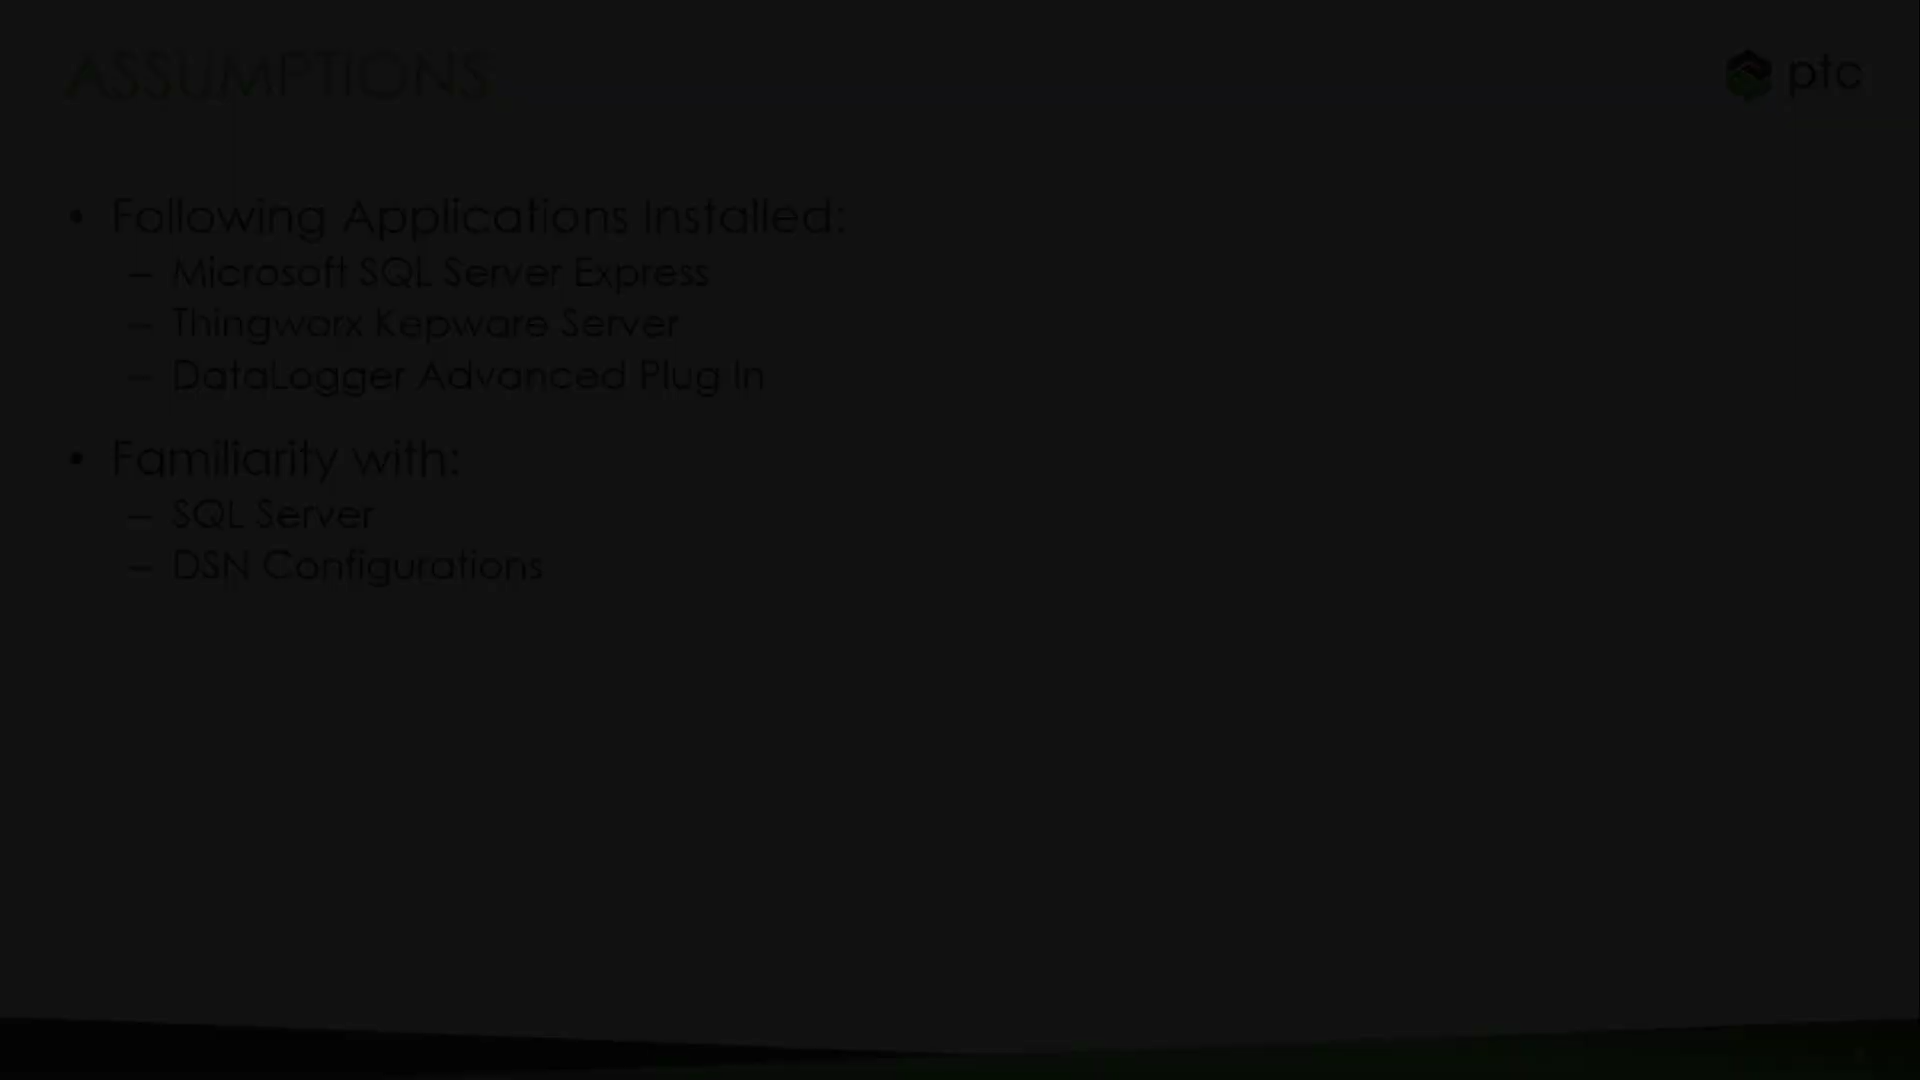 ASSUMPTIONS
ptc
• Following Applications Installed:
– Microsoft SQL Server Express
– Thingworx Kepware Server
– DataLogger Advanced Plug In
• Familiarity with:
– SQL Server
– DSN Configurations